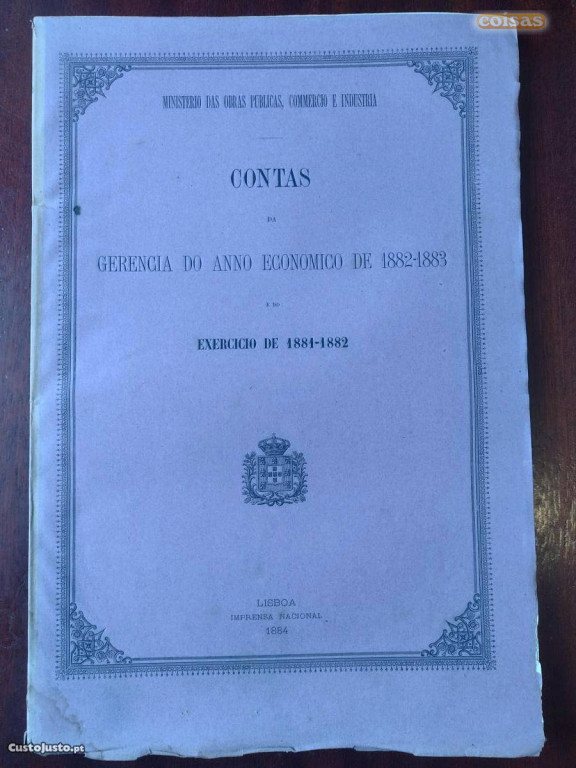 coisas
MINISTERIO DAS OBRAS PUBLICAS, COMMERCIO E INDUSTRIA
CONTAS
DA
GERENCIA DO ANNO ECONOMICO DE 1882-1883
E DO
EXERCICIO DE 1881-1882
LISBOA
IMPRENSA NACIONAL
1884
CustoJusto.pt